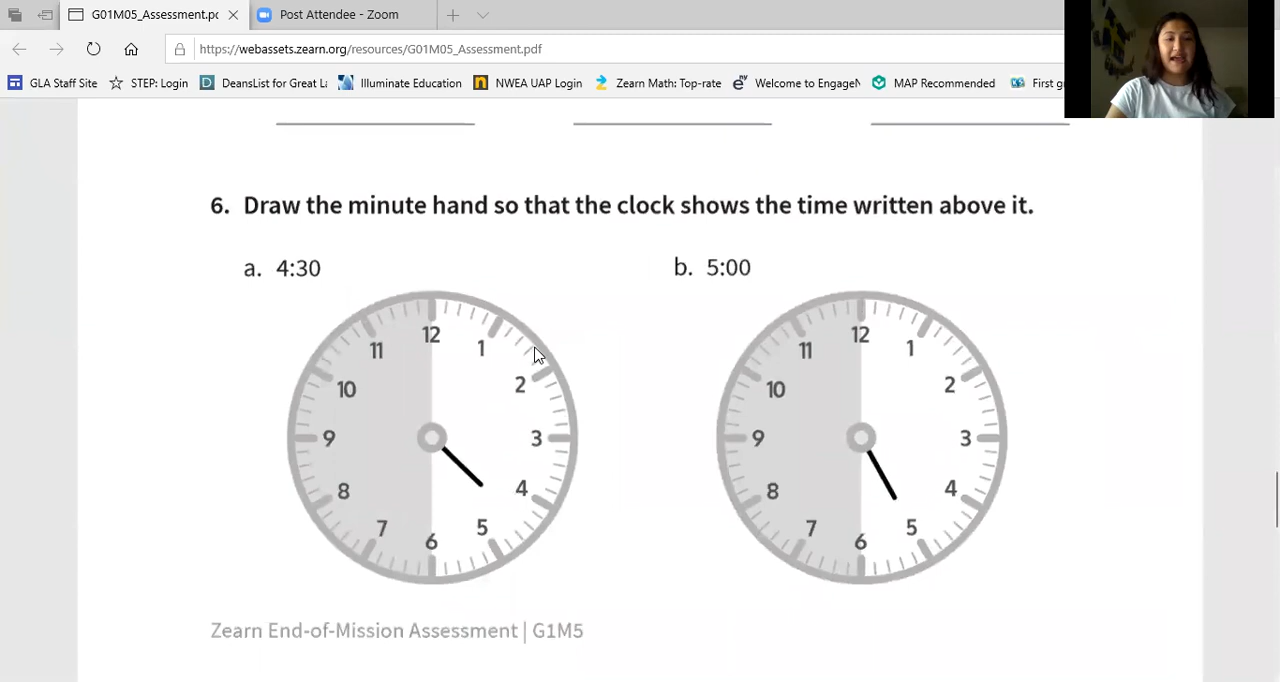 G01M05_Assessment.pc
Post Attendee - Zoom
https://webassets.zearn.org/resources/G01M05_Assessment.pdf
GLA Staff Site STEP: Login DeansList for Great La Illuminate Education NWEA UAP Login Zearn Math: Top-rate Welcome to EngageN MAP Recommended First g
6. Draw the minute hand so that the clock shows the time written above it.
a. 4:30 b. 5:00
12 1 2 3 4 5 6 7 8 9 10 11
12 1 2 3 4 5 6 7 8 9 10 11
Zearn End-of-Mission Assessment | G1M5